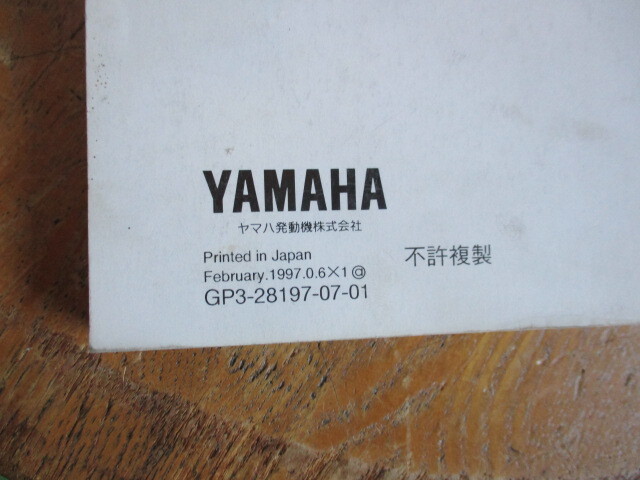 YAMAHA
ヤマハ発動機株式会社
Printed in Japan
February.1997.0.6×1@
不許複製
GP3-28197-07-01